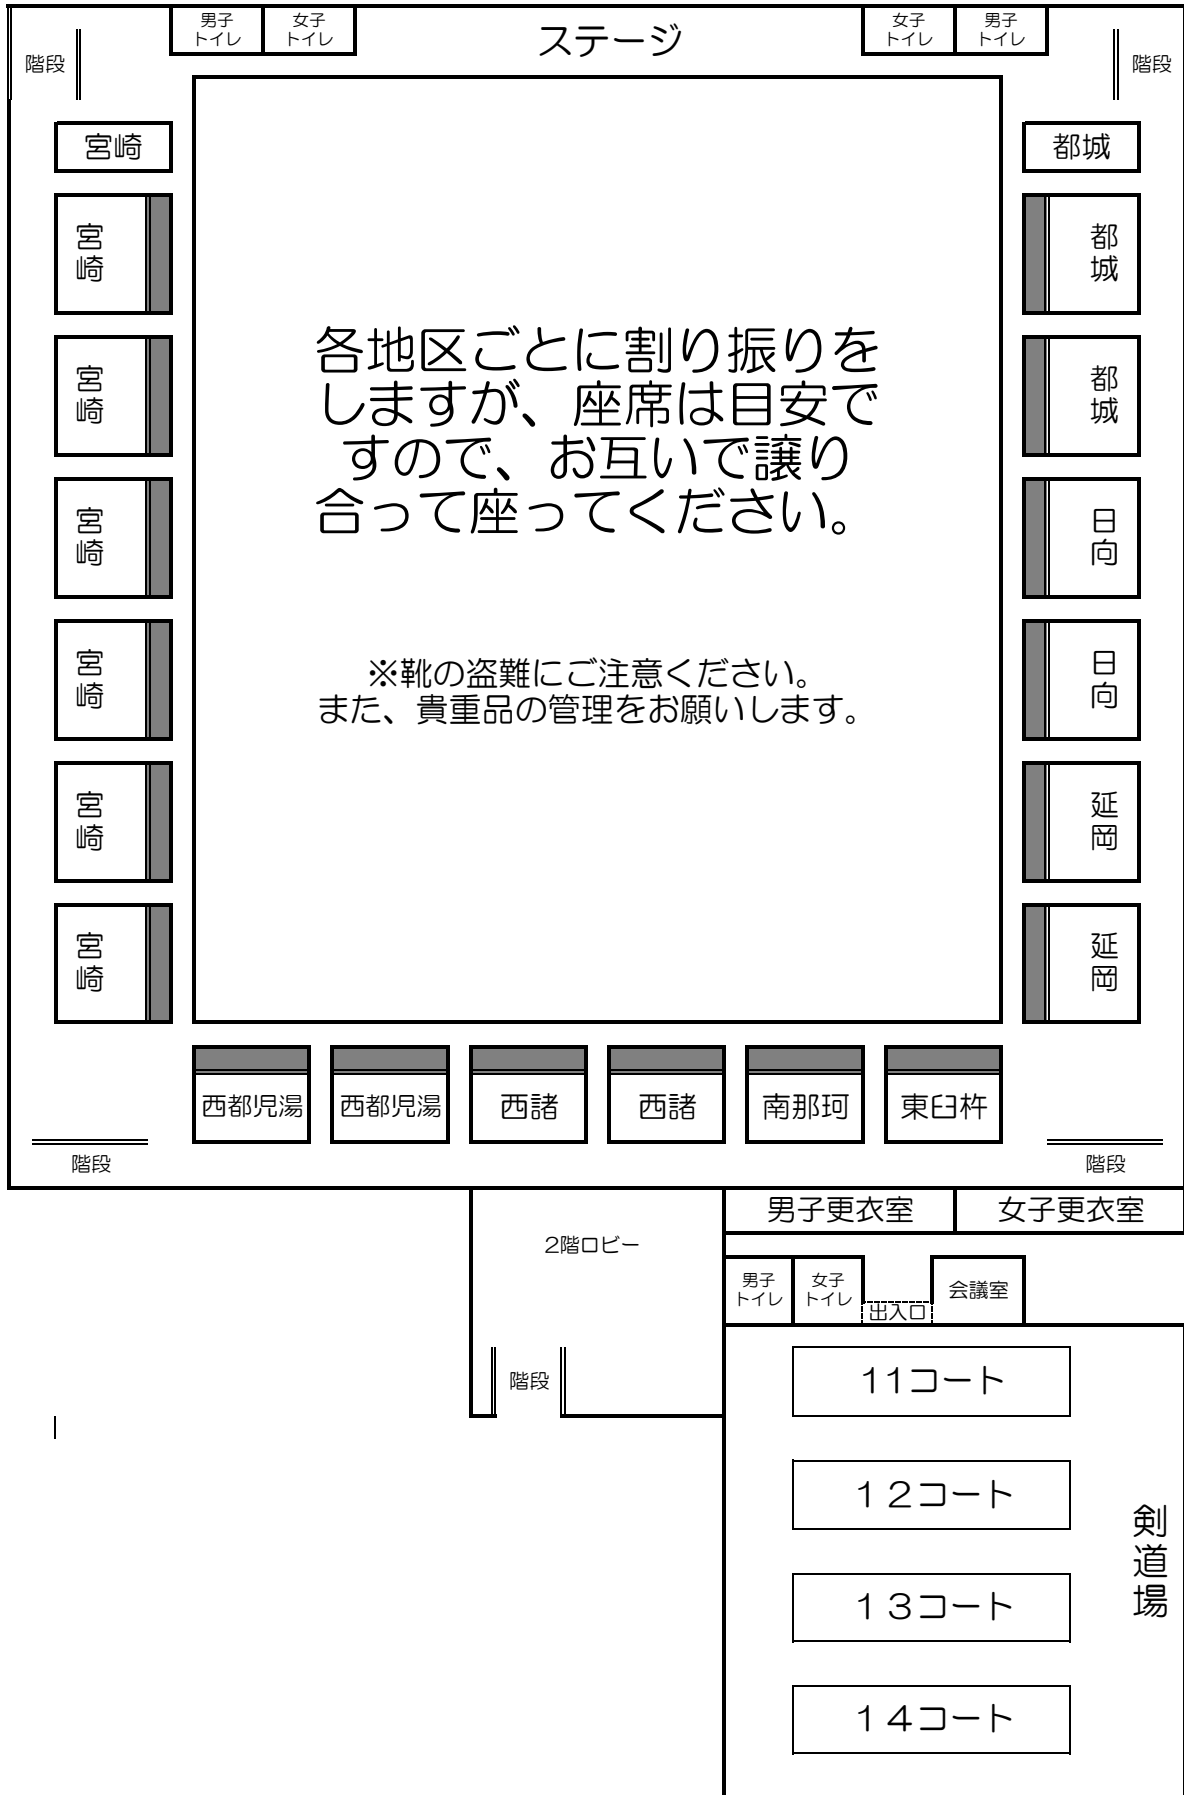 男子
トイレ
女子
トイレ
ステージ
女子
トイレ
男子
トイレ
階段
階段
宮崎
都城
宮崎
都城
宮崎
都城
宮崎
日向
宮崎
日向
宮崎
延岡
宮崎
延岡
各地区ごとに割り振りを
しますが、座席は目安で
すので、お互いで譲り
合って座ってください。
※靴の盗難にご注意ください。
また、貴重品の管理をお願いします。
西都児湯
西都児湯
西諸
西諸
南那珂
東臼杵
階段
階段
男子更衣室
女子更衣室
2階ロビー
男子
トイレ
女子
トイレ
出入口
会議室
階段
11コート
１２コート
１３コート
１４コート
剣道場